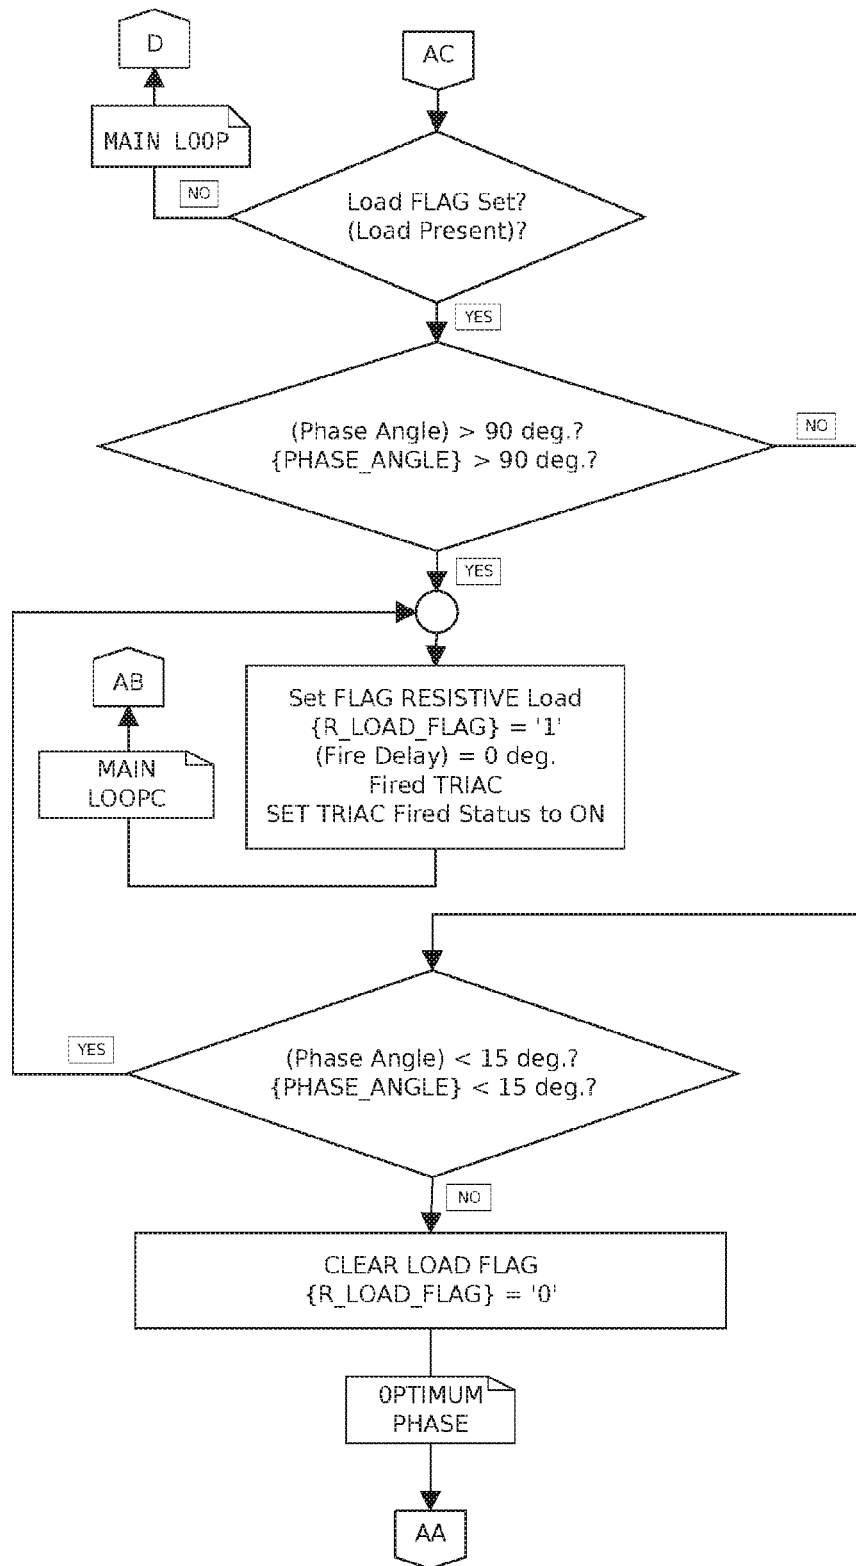 D
AC
MAIN LOOP
NO
Load FLAG Set?
(Load Present)?
YES
(Phase Angle) > 90 deg.?
{PHASE_ANGLE} > 90 deg.?
NO
YES
AB
MAIN
LOOPC
Set FLAG RESISTIVE Load
{R_LOAD_FLAG} = '1'
(Fire Delay) = 0 deg.
Fired TRIAC
SET TRIAC Fired Status to ON
YES
(Phase Angle) < 15 deg.?
{PHASE_ANGLE} < 15 deg.?
NO
CLEAR LOAD FLAG
{R_LOAD_FLAG} = '0'
OPTIMUM
PHASE
AA